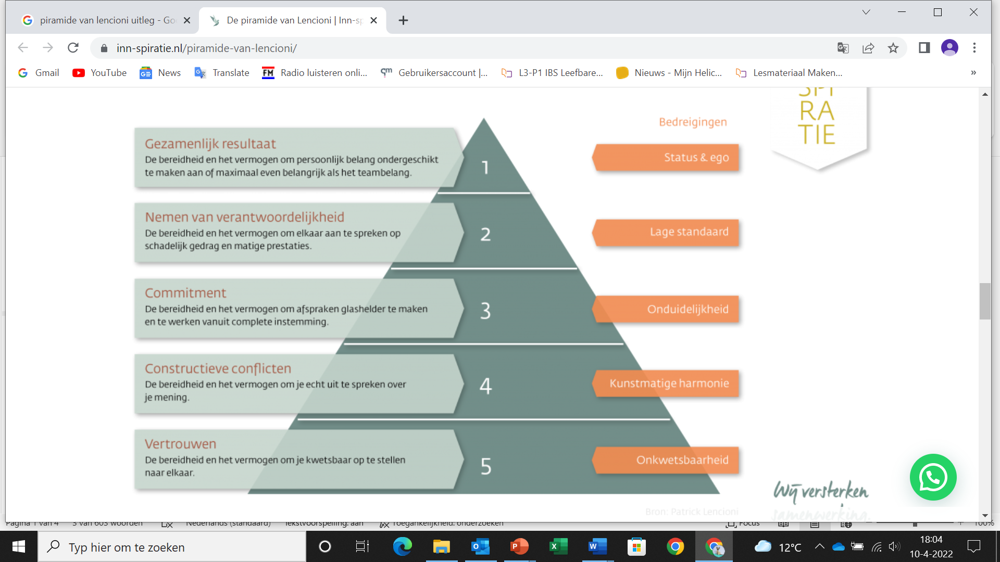 piramide van lencioni uitleg - Go
De piramide van Lencioni | Inn-sp
inn-spiratie.nl/piramide-van-lencioni/
Gmail
YouTube
News
Translate
Radio luisteren onli...
Gebruikersaccount |...
L3-P1 IBS Leefbare...
Nieuws - Mijn Helic...
Lesmateriaal Maken...
»
SPI
RA
TIE
Bedreigingen
Gezamenlijk resultaat
De bereidheid en het vermogen om persoonlijk belang ondergeschikt
te maken aan of maximaal even belangrijk als het teambelang.
1
Status & ego
Nemen van verantwoordelijkheid
De bereidheid en het vermogen om elkaar aan te spreken op
schadelijk gedrag en matige prestaties.
2
Lage standaard
Commitment
De bereidheid en het vermogen om afspraken glashelder te maken
en te werken vanuit complete instemming.
3
Onduidelijkheid
Constructieve conflicten
De bereidheid en het vermogen om je echt uit te spreken over
je mening.
4
Kunstmatige harmonie
Vertrouwen
De bereidheid en het vermogen om je kwetsbaar op te stellen
naar elkaar.
5
Onkwetsbaarheid
Wij versterken
samenwerking.
Bron: Patrick Lencioni
Pagina 1 van 4
3 van 603 woorden
Nederlands (standaard)
Tekstvoorspelling: aan
Toegankelijkheid: onderzoeken
Focus
100%
Typ hier om te zoeken
12°C
18:04
10-4-2022